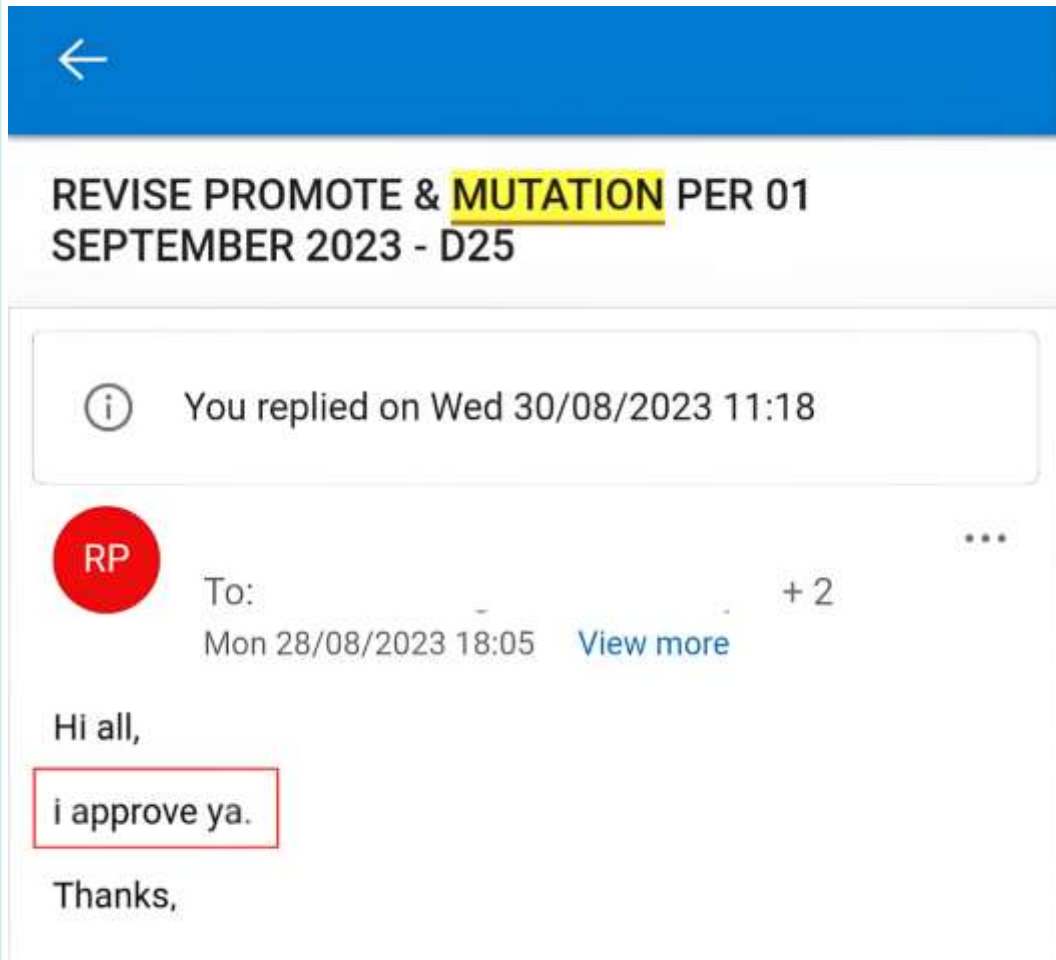 REVISE PROMOTE & MUTATION PER 01
SEPTEMBER 2023 - D25
You replied on Wed 30/08/2023 11:18
RP
To: + 2
Mon 28/08/2023 18:05 View more
Hi all,
i approve ya.
Thanks,